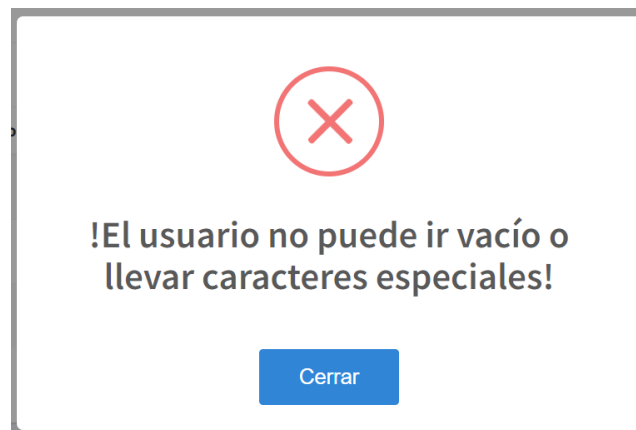 !El usuario no puede ir vacío o
llevar caracteres especiales!
Cerrar